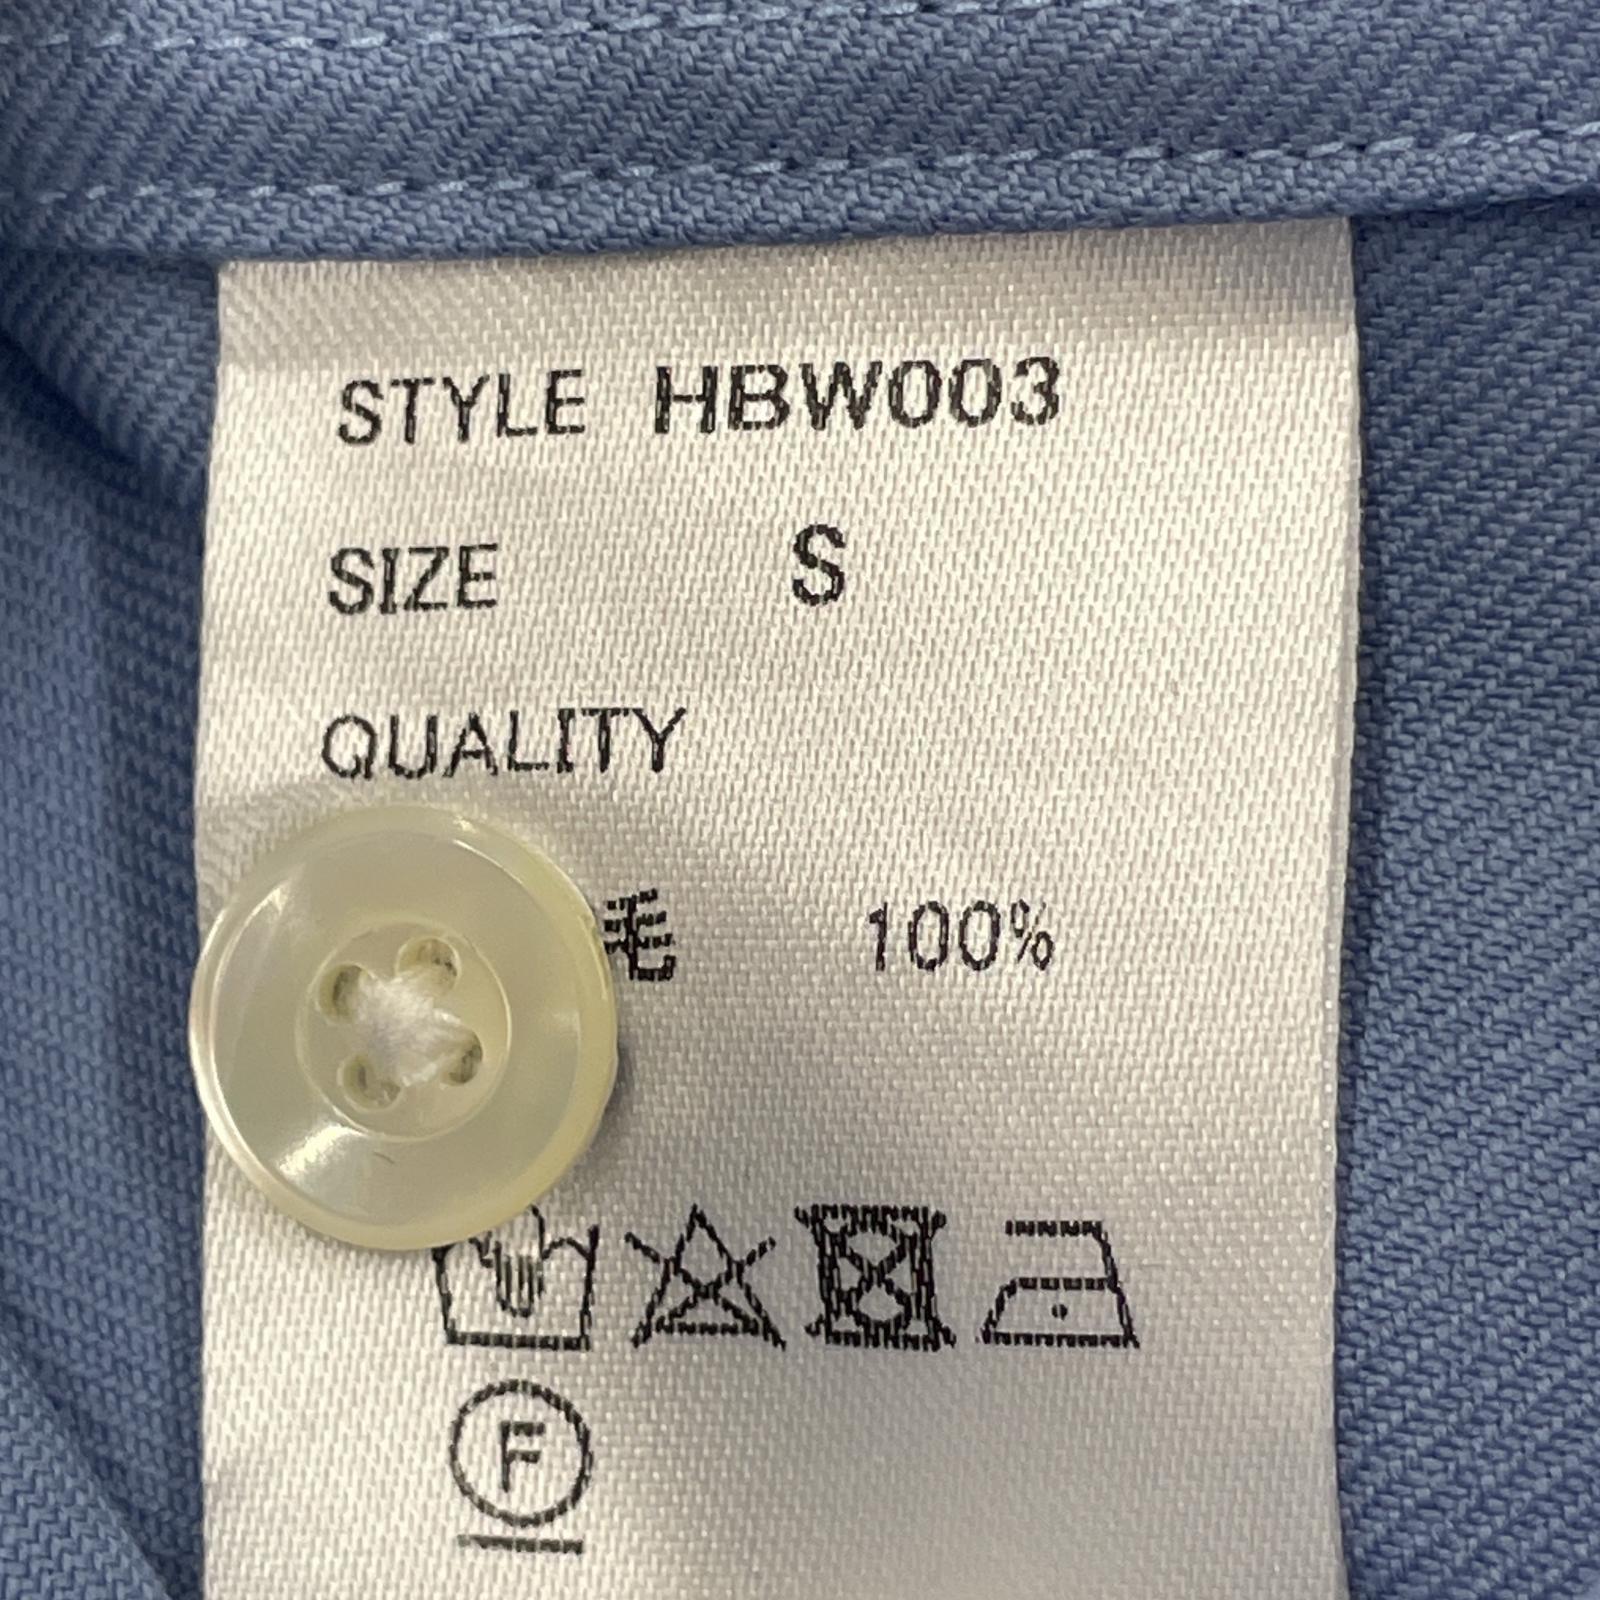 STYLE HBW003
SIZE S
QUALITY
毛 100%
F